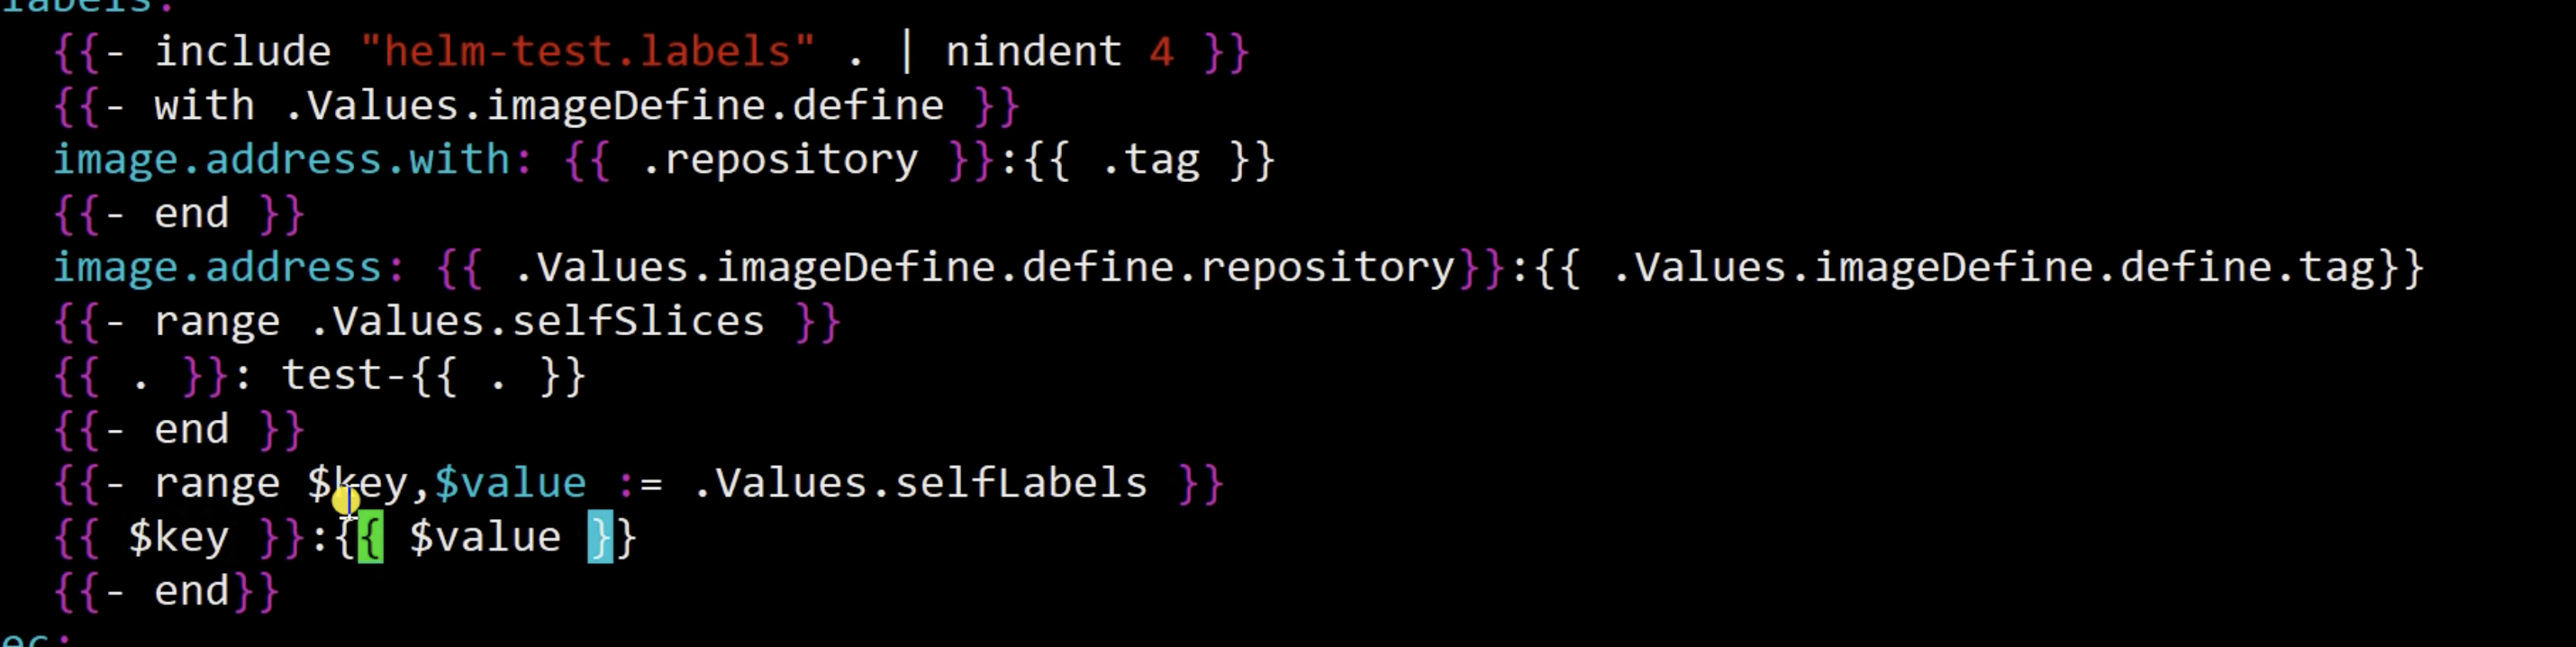 labels:
{{- include "helm-test.labels" . | nindent 4 }}
{{- with .Values.imageDefine.define }}
image.address.with: {{ .repository }}:{{ .tag }}
{{- end }}
image.address: {{ .Values.imageDefine.define.repository}}:{{ .Values.imageDefine.define.tag}}
{{- range .Values.selfSlices }}
{{ . }}: test-{{ . }}
{{- end }}
{{- range $key,$value := .Values.selfLabels }}
{{ $key }}:{{ $value }}
{{- end}}
ec: